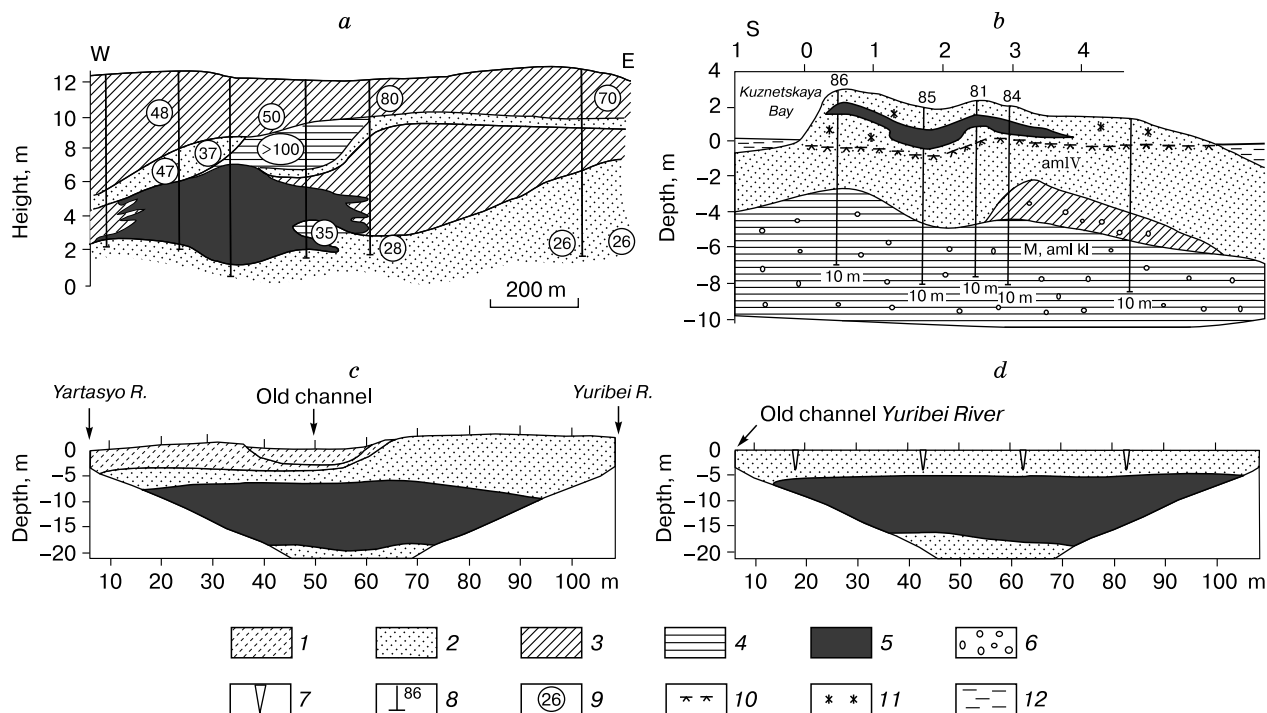 a
W
E
Height, m
12
10
8
6
4
2
0
48
47
37
50
>100
80
35
28
70
26
26
200 m
b
S
1 0 1 2 3 4
Depth, m
4
2
0
−2
−4
−6
−8
−10
Kuznetskaya
Bay
86
85
81
84
amIV
M, amI kl
10 m
10 m
10 m
10 m
10 m
c
Yartasyo R.
Old channel
Yuribei R.
Depth, m
0
−5
−10
−15
−20
10 20 30 40 50 60 70 80 90 100 m
d
Old channel Yuribei River
Depth, m
0
−5
−10
−15
−20
10 20 30 40 50 60 70 80 90 100 m
1 2 3 4 5 6
7 86 8 26 9 10 11 12